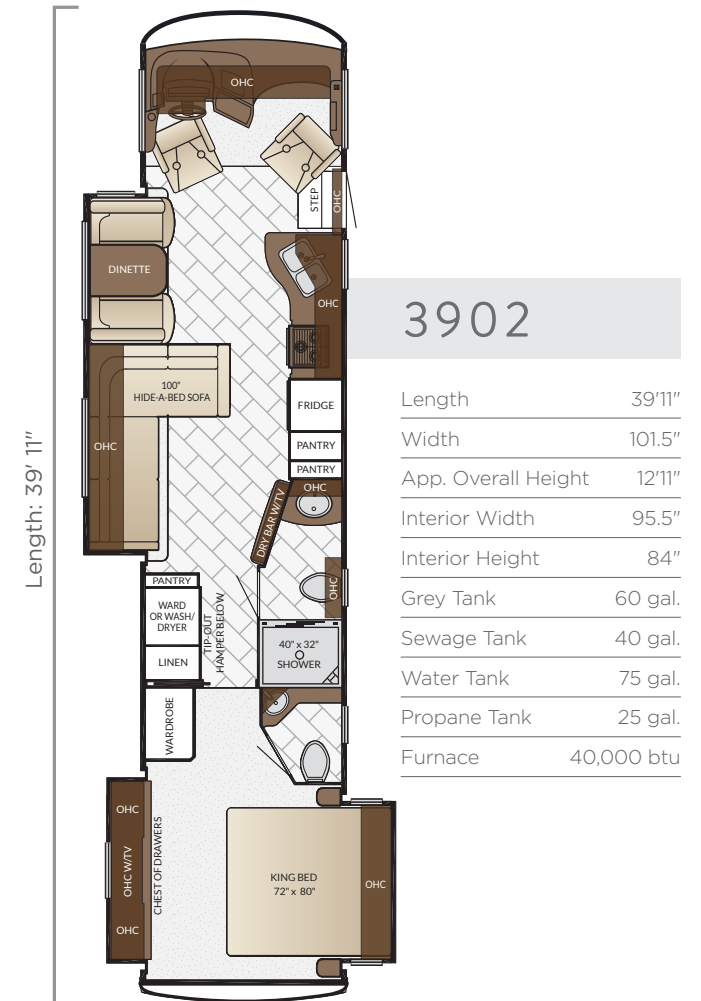 Length: 39' 11"
OHC
STEP
OHC
DINETTE
OHC
100"
HIDE-A-BED SOFA
OHC
FRIDGE
PANTRY
PANTRY
OHC
DRY BAR W/TV
PANTRY
WARD
OR WASH/
DRYER
LINEN
TIP-OUT
HAMPER BELOW
OHC
40" x 32"
SHOWER
WARDROBE
OHC
OHC W/TV
OHC
CHEST OF DRAWERS
KING BED
72" x 80"
OHC
3902
Length 39'11"
Width 101.5"
App. Overall Height 12'11"
Interior Width 95.5"
Interior Height 84"
Grey Tank 60 gal.
Sewage Tank 40 gal.
Water Tank 75 gal.
Propane Tank 25 gal.
Furnace 40,000 btu